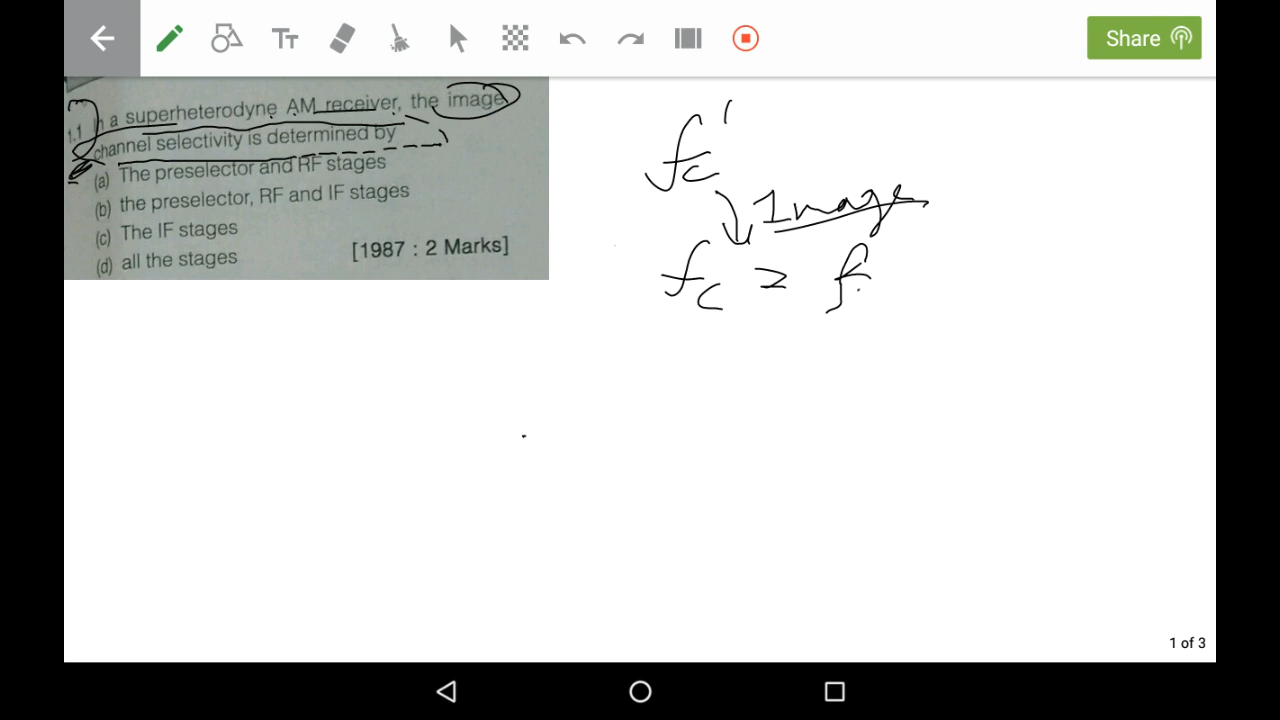 Share
1.1 In a superheterodyne AM receiver, the image
channel selectivity is determined by
(a) The preselector and RF stages
(b) the preselector, RF and IF stages
(c) The IF stages
(d) all the stages
[1987 : 2 Marks]
fc'
Image
fc = f
1 of 3